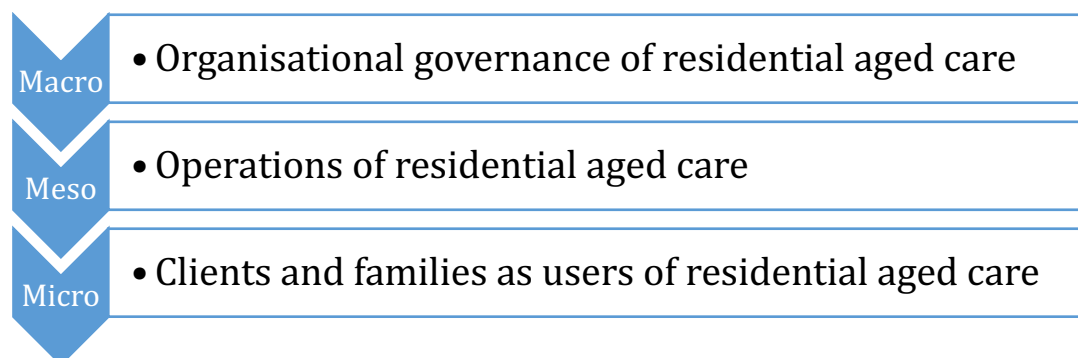 Macro
• Organisational governance of residential aged care
Meso
• Operations of residential aged care
Micro
• Clients and families as users of residential aged care